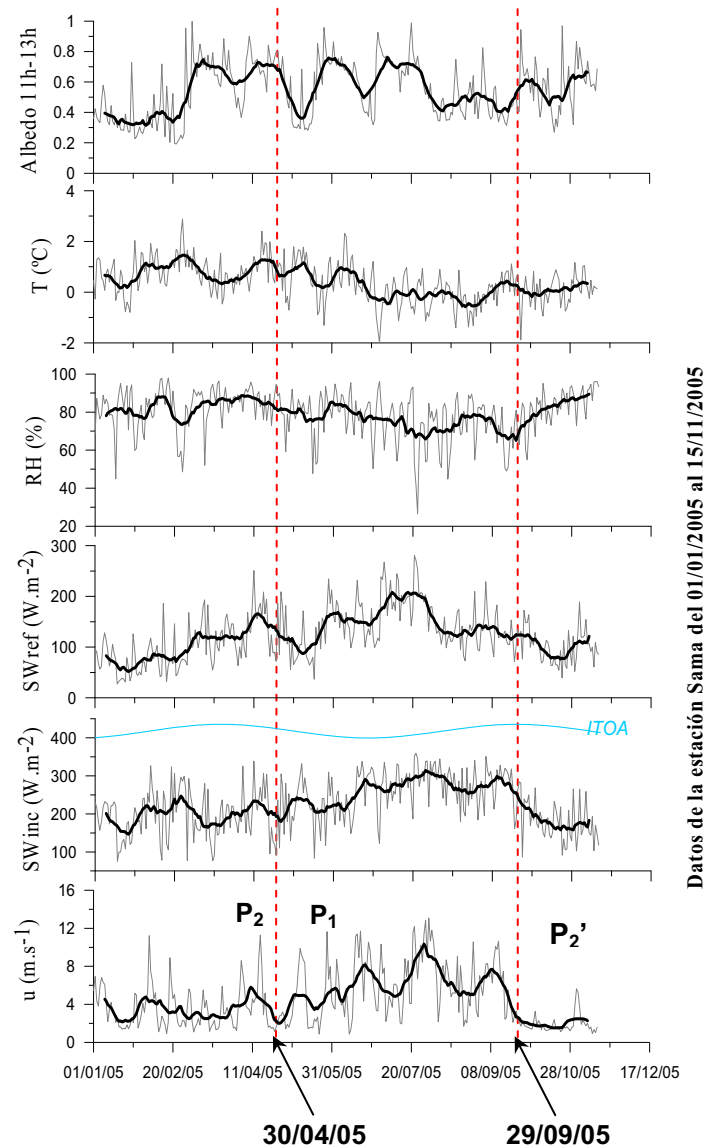 Albedo 11h-13h
1
0.8
0.6
0.4
0.2
0
T (ºC)
4
2
0
-2
RH (%)
100
80
60
40
20
SWref (W.m-2)
300
200
100
0
SWinc (W.m-2)
400
300
200
100
ITOA
u (m.s-1)
16
12
8
4
0
P2
P1
P2’
01/01/05 20/02/05 11/04/05 31/05/05 20/07/05 08/09/05 28/10/05 17/12/05
30/04/05 29/09/05
Datos de la estación Sama del 01/01/2005 al 15/11/2005